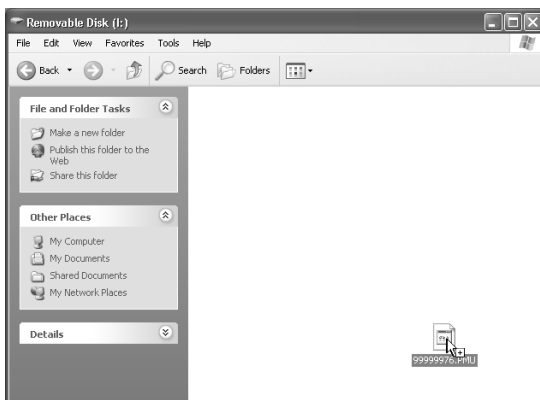 Removable Disk (I:)
File Edit View Favorites Tools Help
Back Search Folders
File and Folder Tasks
Make a new folder
Publish this folder to the
Web
Share this folder
Other Places
My Computer
My Documents
Shared Documents
My Network Places
Details
99999976.PMU